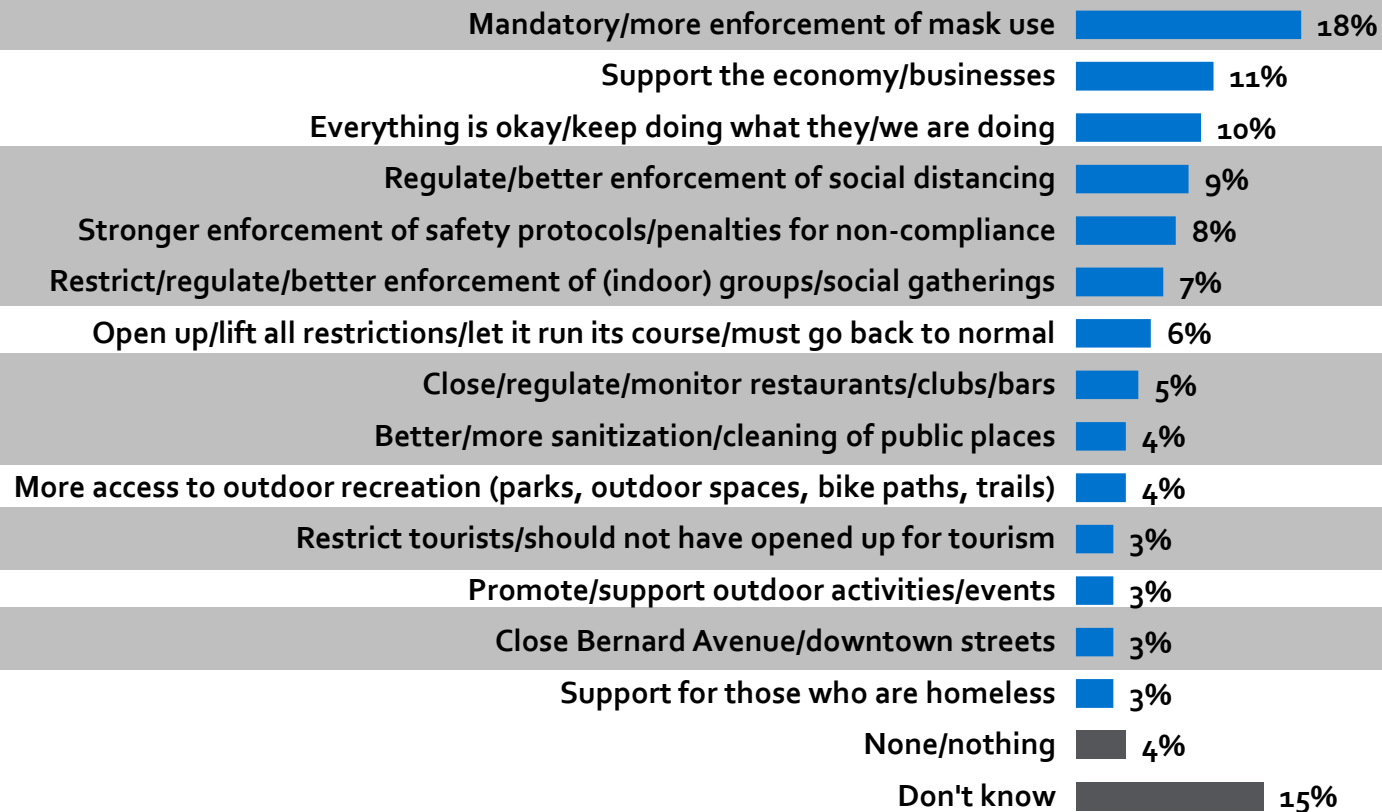 Mandatory/more enforcement of mask use 18%
Support the economy/businesses 11%
Everything is okay/keep doing what they/we are doing 10%
Regulate/better enforcement of social distancing 9%
Stronger enforcement of safety protocols/penalties for non-compliance 8%
Restrict/regulate/better enforcement of (indoor) groups/social gatherings 7%
Open up/lift all restrictions/let it run its course/must go back to normal 6%
Close/regulate/monitor restaurants/clubs/bars 5%
Better/more sanitization/cleaning of public places 4%
More access to outdoor recreation (parks, outdoor spaces, bike paths, trails) 4%
Restrict tourists/should not have opened up for tourism 3%
Promote/support outdoor activities/events 3%
Close Bernard Avenue/downtown streets 3%
Support for those who are homeless 3%
None/nothing 4%
Don't know 15%